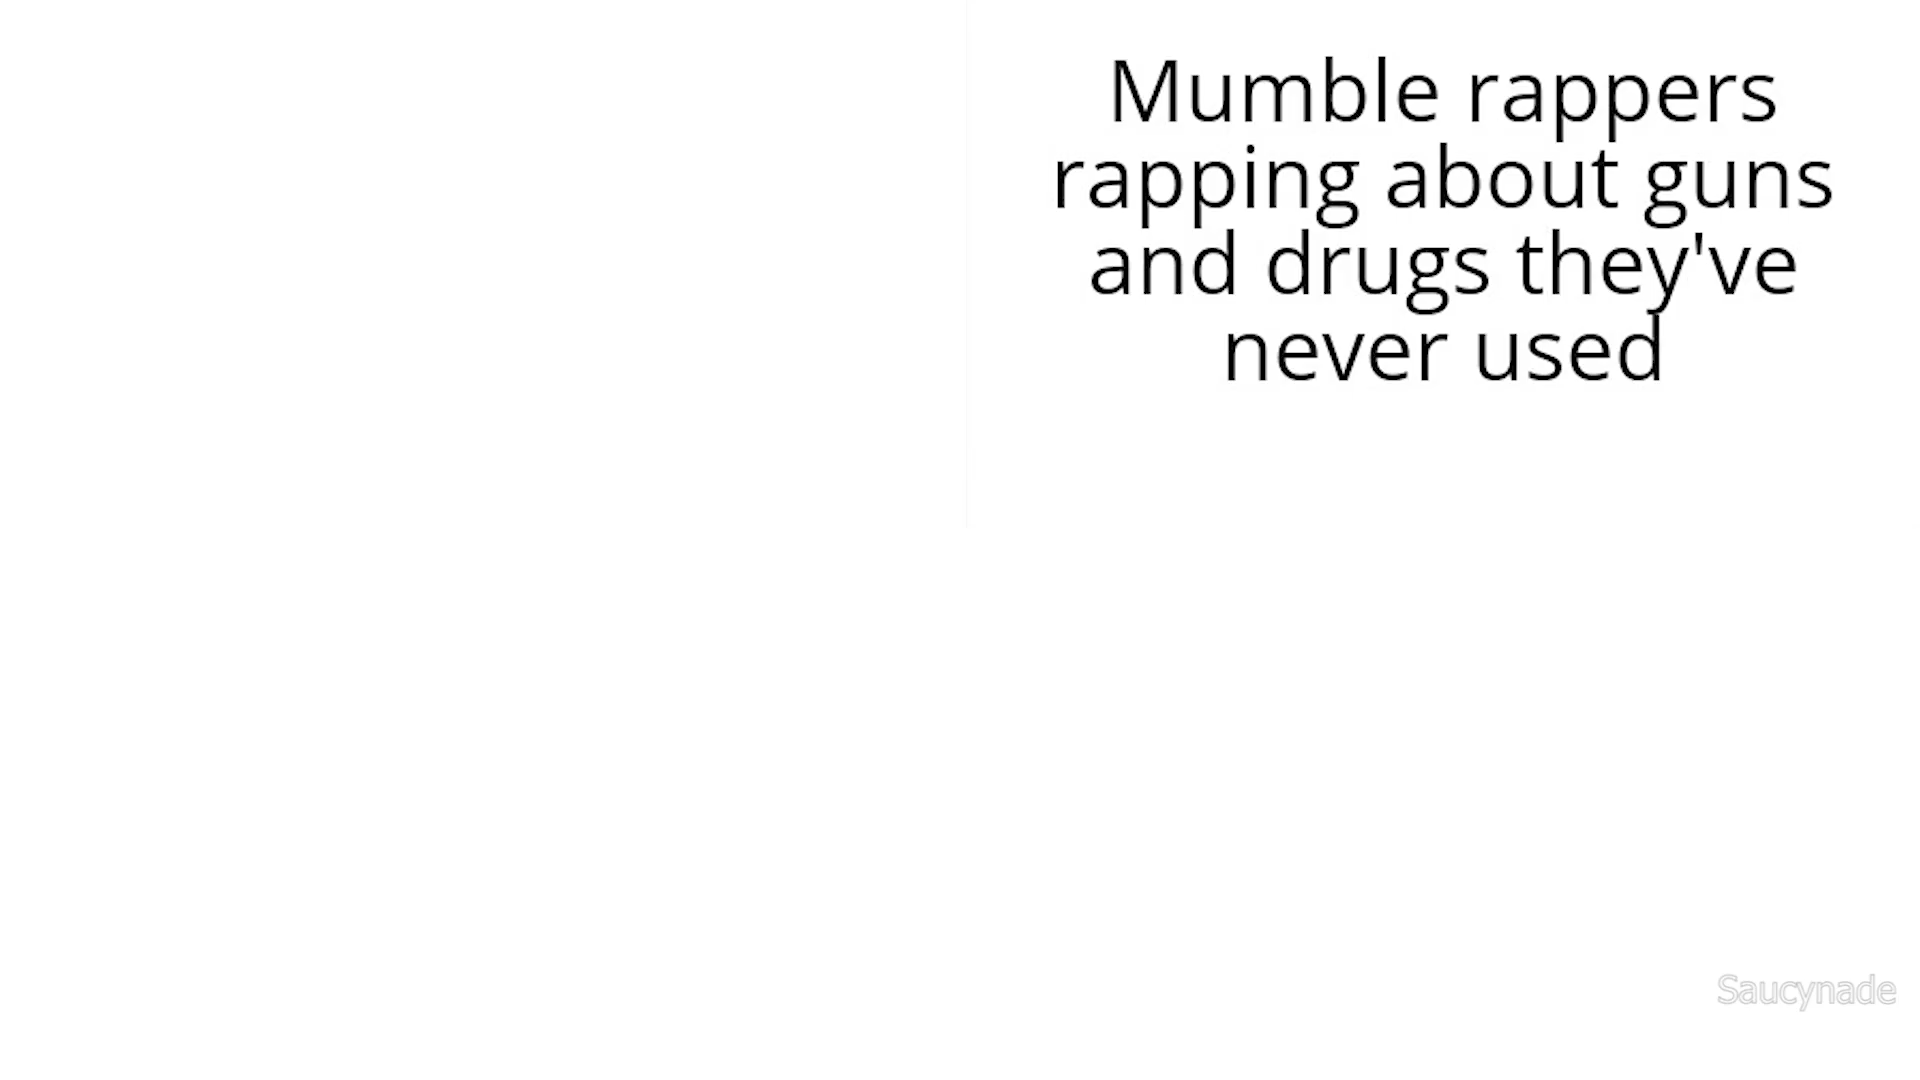 Mumble rappers
rapping about guns
and drugs they've
never used
Saucynade